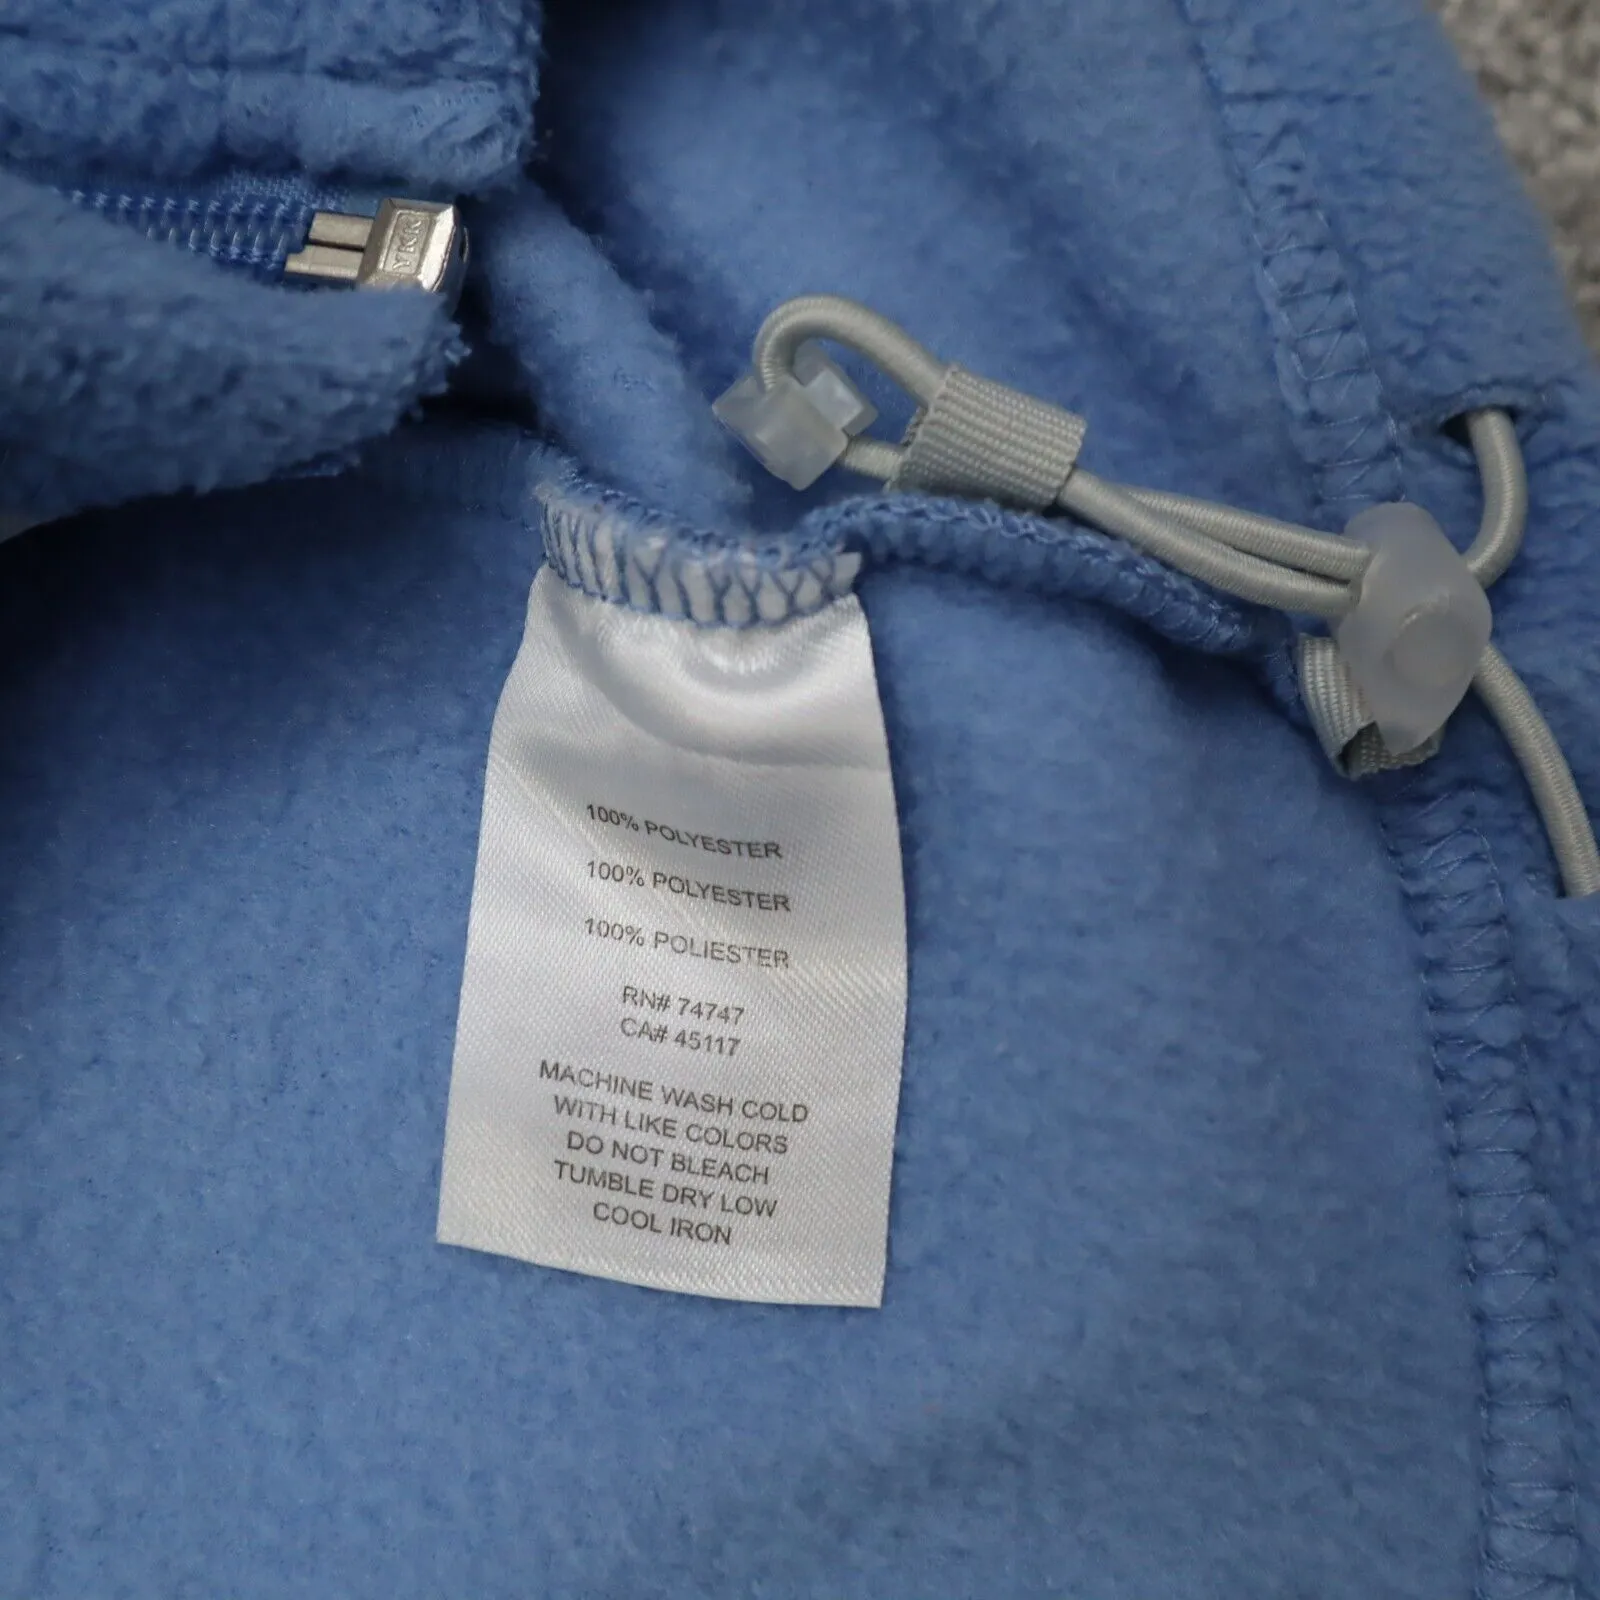 YKK
100% POLYESTER
100% POLYESTER
100% POLIESTER
RN# 74747
CA# 45117
MACHINE WASH COLD
WITH LIKE COLORS
DO NOT BLEACH
TUMBLE DRY LOW
COOL IRON